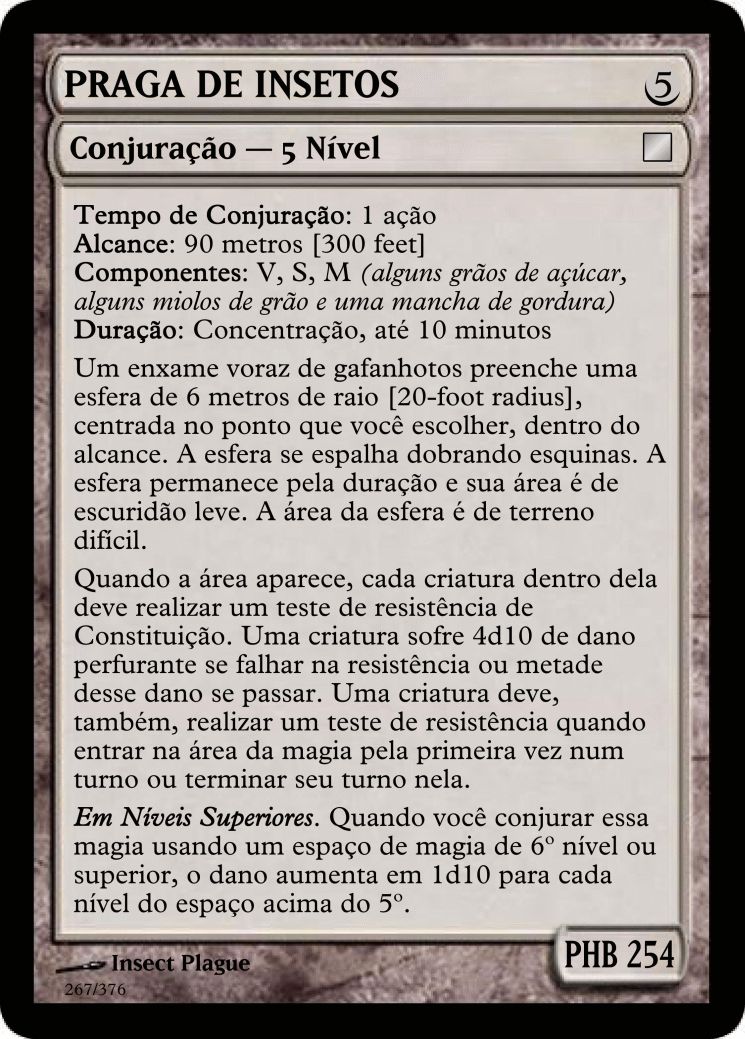 PRAGA DE INSETOS 5
Conjuração — 5 Nível
Tempo de Conjuração: 1 ação
Alcance: 90 metros [300 feet]
Componentes: V, S, M (alguns grãos de açúcar,
alguns miolos de grão e uma mancha de gordura)
Duração: Concentração, até 10 minutos
Um enxame voraz de gafanhotos preenche uma
esfera de 6 metros de raio [20-foot radius],
centrada no ponto que você escolher, dentro do
alcance. A esfera se espalha dobrando esquinas. A
esfera permanece pela duração e sua área é de
escuridão leve. A área da esfera é de terreno
difícil.
Quando a área aparece, cada criatura dentro dela
deve realizar um teste de resistência de
Constituição. Uma criatura sofre 4d10 de dano
perfurante se falhar na resistência ou metade
desse dano se passar. Uma criatura deve,
também, realizar um teste de resistência quando
entrar na área da magia pela primeira vez num
turno ou terminar seu turno nela.
Em Níveis Superiores. Quando você conjurar essa
magia usando um espaço de magia de 6º nível ou
superior, o dano aumenta em 1d10 para cada
nível do espaço acima do 5º.
PHB 254
Insect Plague
267/376